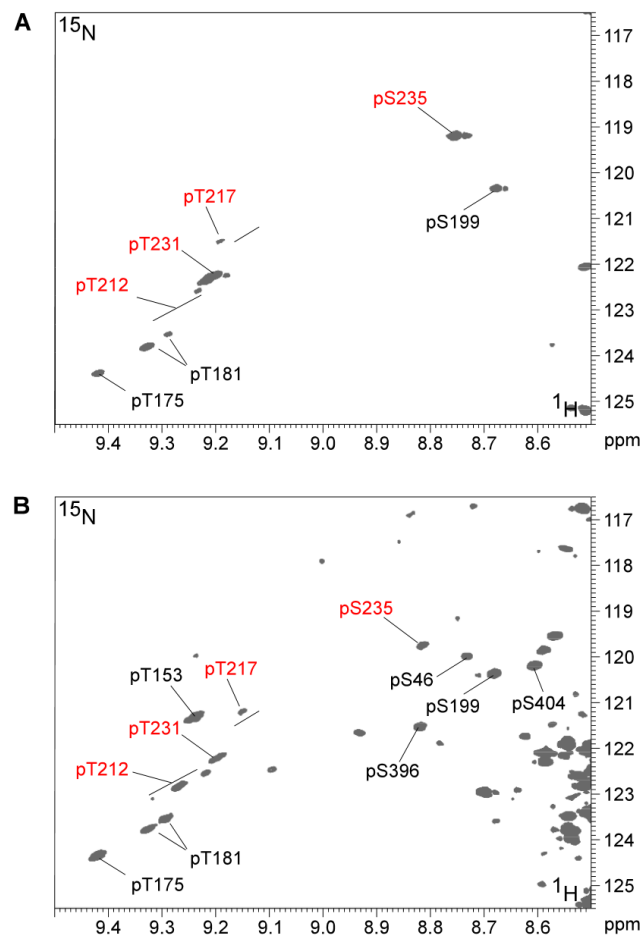 A
15N
117
118
pS235
119
120
pS199
pT217
121
pT231
122
pT212
123
124
pT181
pT175
125
1H
9.4 9.3 9.2 9.1 9.0 8.9 8.8 8.7 8.6 ppm
B
15N
117
118
119
pS235
pT153 pT217 pS46 120
pS199 pS404
121
pT231
pS396 122
pT212
123
124
pT181
pT175
125
1H
9.4 9.3 9.2 9.1 9.0 8.9 8.8 8.7 8.6 ppm